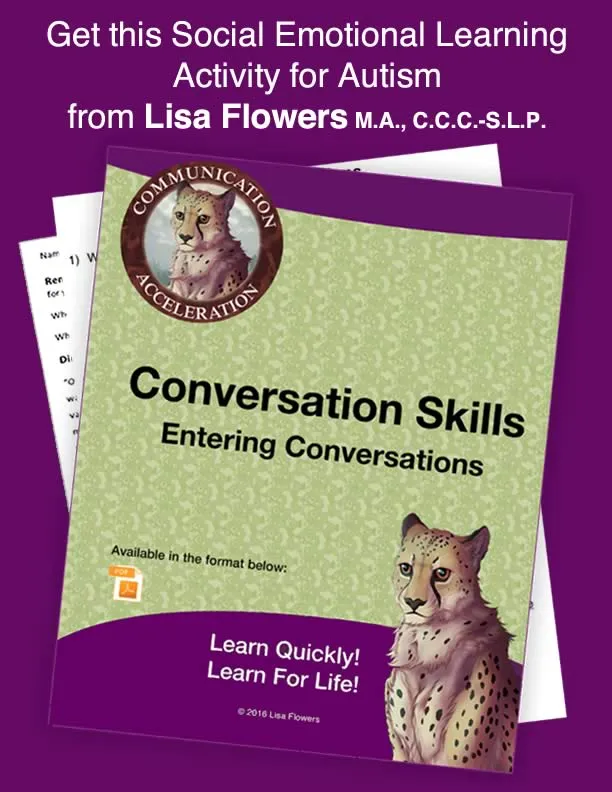 Get this Social Emotional Learning
Activity for Autism
from Lisa Flowers M.A., C.C.C.-S.L.P.
COMMUNICATION
ACCELERATION
1) W
Conversation Skills
Entering Conversations
Available in the format below:
PDF
Learn Quickly!
Learn For Life!
© 2016 Lisa Flowers